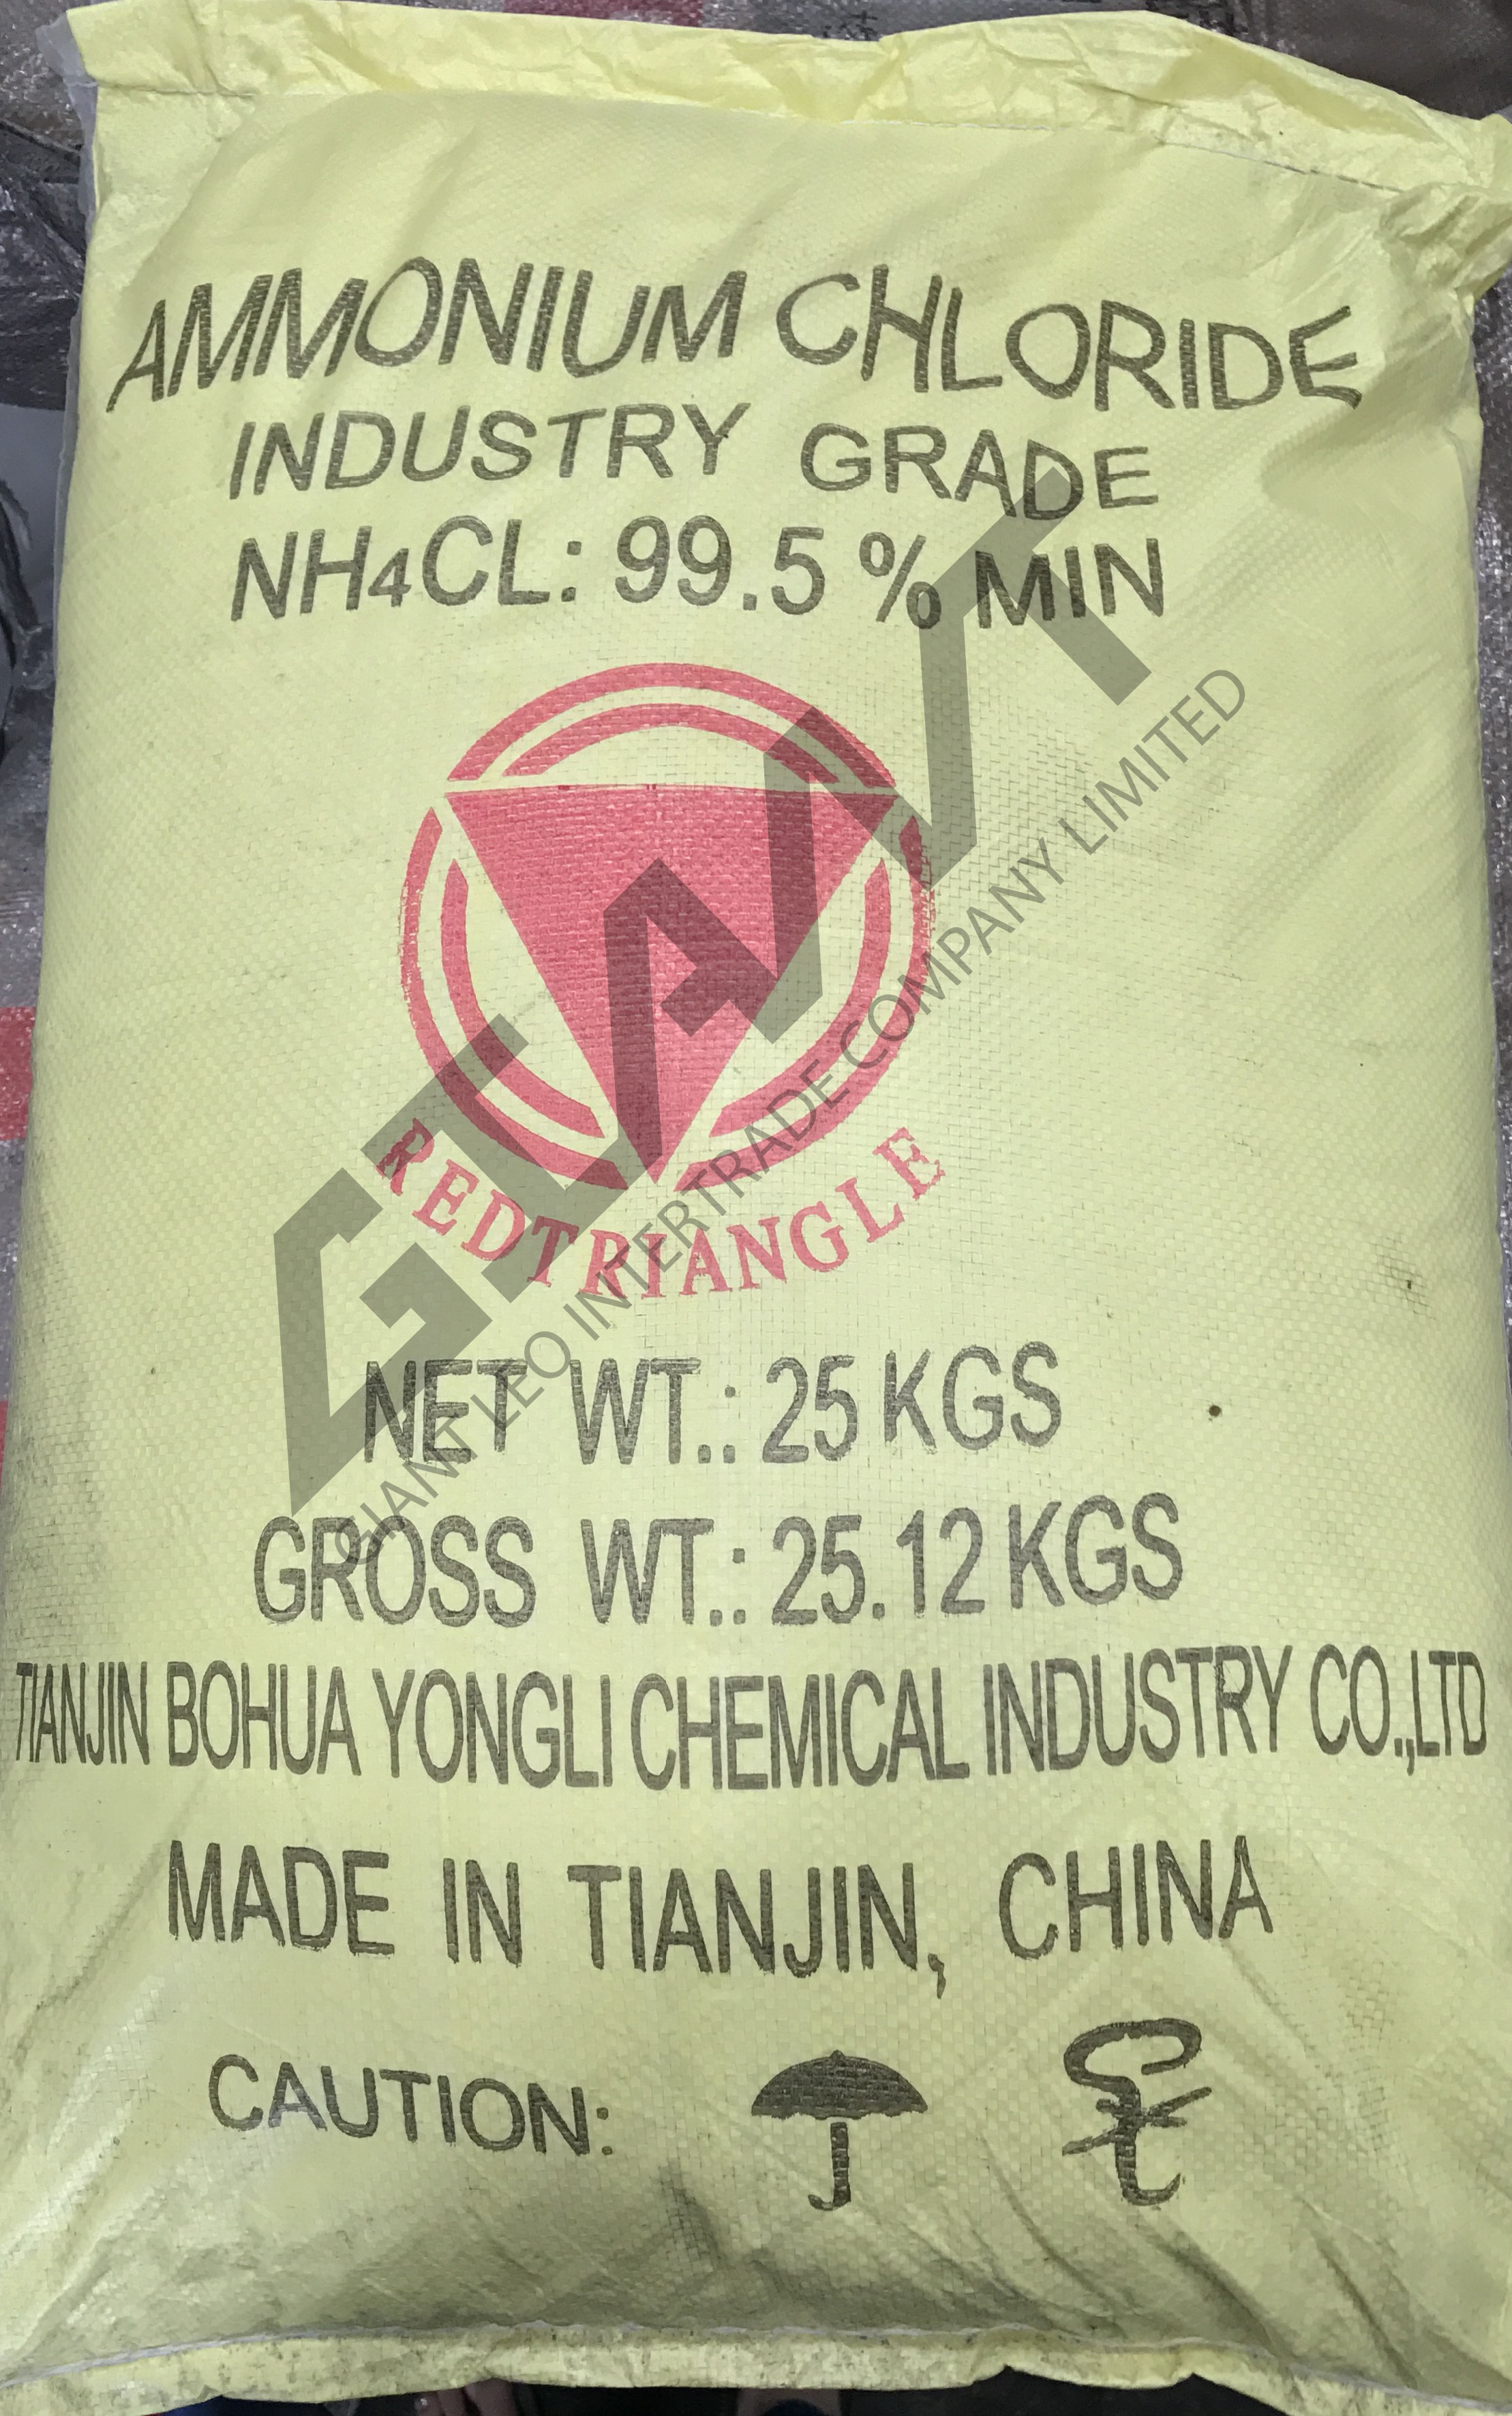 AMMONIUM CHLORIDE
INDUSTRY GRADE
NH4CL: 99.5 % MIN
REDTRIANGLE
GIANT
GIANT LEO INTERTRADE COMPANY LIMITED
NET WT.: 25 KGS
GROSS WT.: 25.12 KGS
TIANJIN BOHUA YONGLI CHEMICAL INDUSTRY CO.,LTD
MADE IN TIANJIN, CHINA
CAUTION: